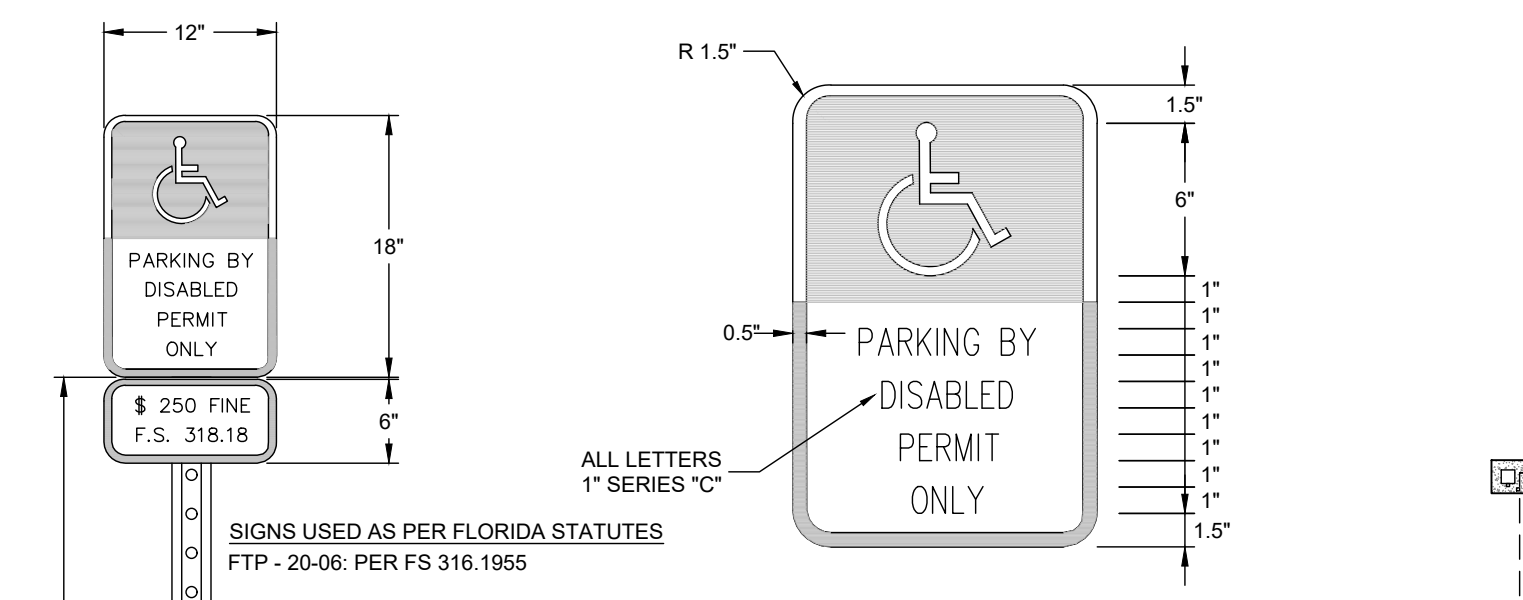 12"
18"
PARKING BY
DISABLED
PERMIT
ONLY
$ 250 FINE
F.S. 318.18
6"
SIGNS USED AS PER FLORIDA STATUTES
FTP - 20-06: PER FS 316.1955
R 1.5"
1.5"
6"
1"
1"
1"
1"
1"
1"
1"
1"
1"
1.5"
0.5"
PARKING BY
DISABLED
PERMIT
ONLY
ALL LETTERS
1" SERIES "C"